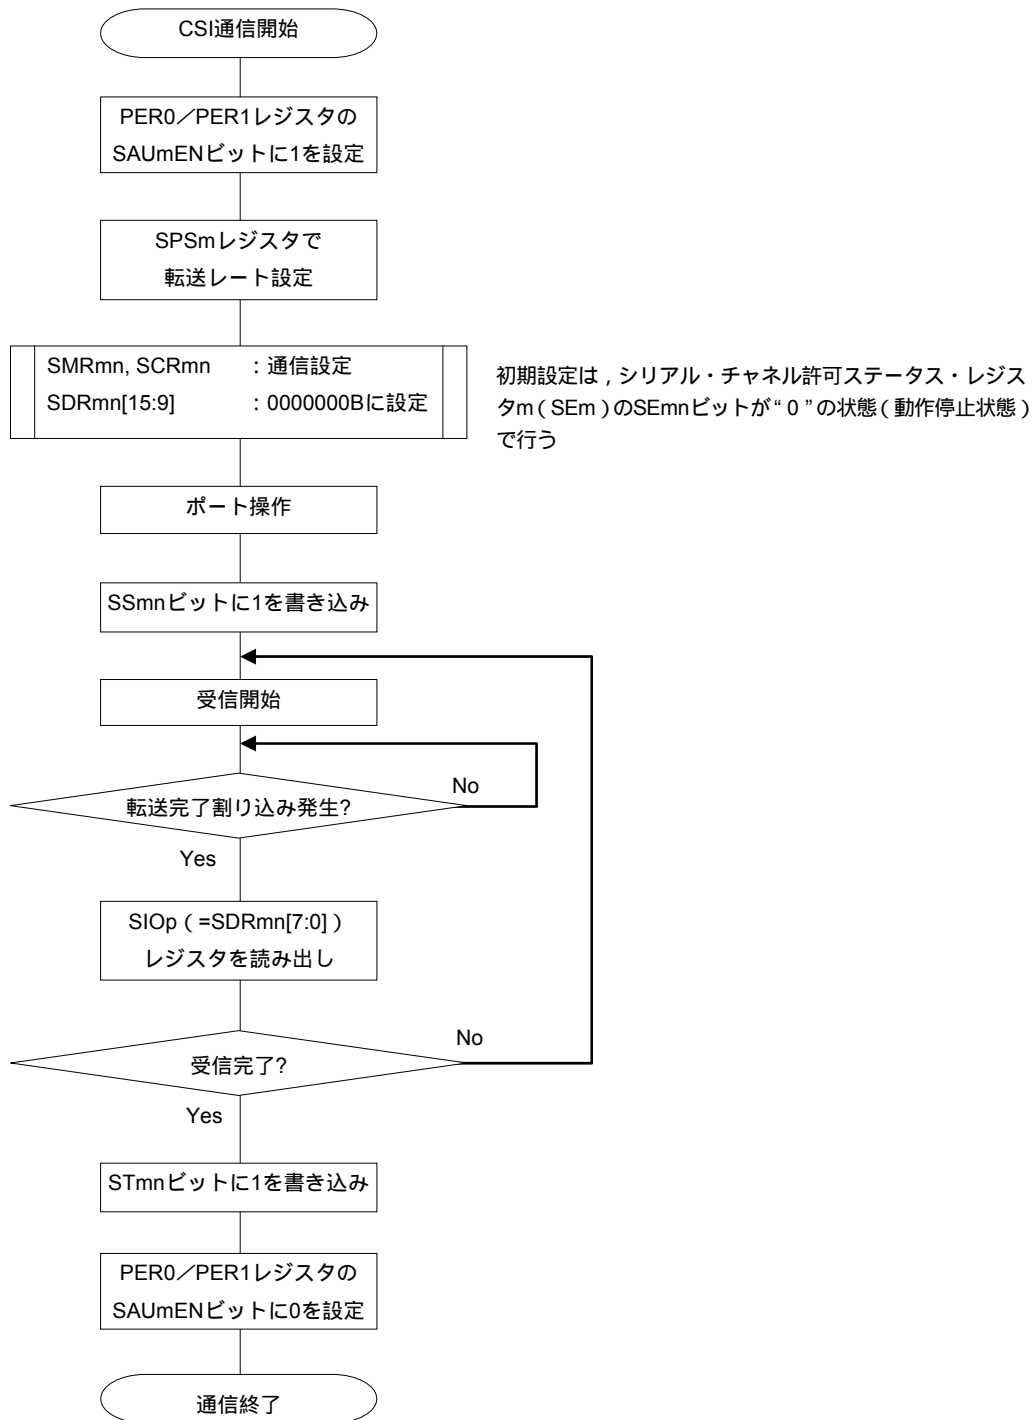 CSI通信開始
PER0／PER1レジスタの
SAUmENビットに1を設定
SPSmレジスタで
転送レート設定
SMRmn, SCRmn ：通信設定
SDRmn[15:9] ：0000000Bに設定
初期設定は，シリアル・チャネル許可ステータス・レジス
タm（SEm）のSEmnビットが“0”の状態（動作停止状態）
で行う
ポート操作
SSmnビットに1を書き込み
受信開始
転送完了割り込み発生?
No
Yes
SIOp（=SDRmn[7:0]）
レジスタを読み出し
受信完了?
No
Yes
STmnビットに1を書き込み
PER0／PER1レジスタの
SAUmENビットに0を設定
通信終了